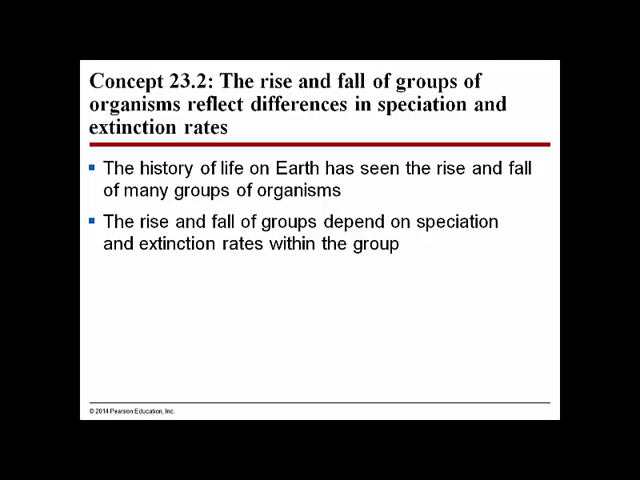 Concept 23.2: The rise and fall of groups of
organisms reflect differences in speciation and
extinction rates
The history of life on Earth has seen the rise and fall
of many groups of organisms
The rise and fall of groups depend on speciation
and extinction rates within the group
© 2014 Pearson Education, Inc.